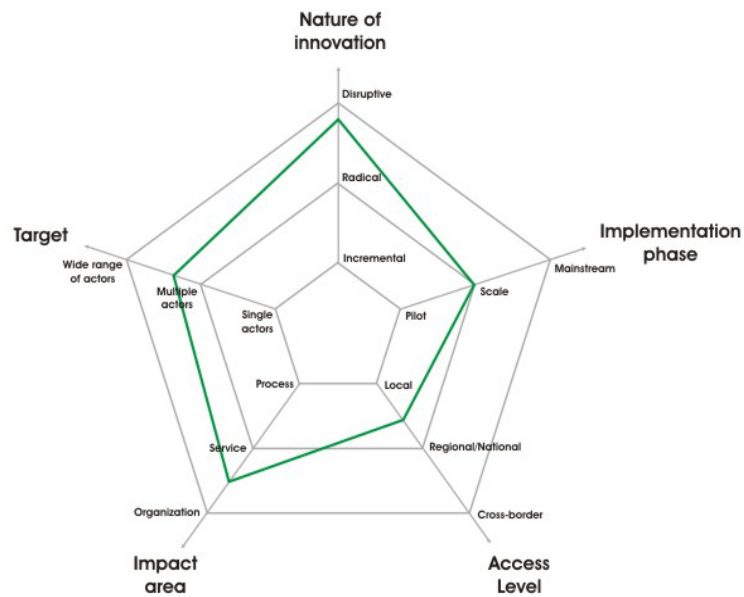 Nature of
innovation
Disruptive
Radical
Incremental
Target
Wide range
of actors
Multiple
actors
Single
actors
Implementation
phase
Mainstream
Scale
Pilot
Process
Local
Service
Regional/National
Organization
Cross-border
Impact
area
Access
Level